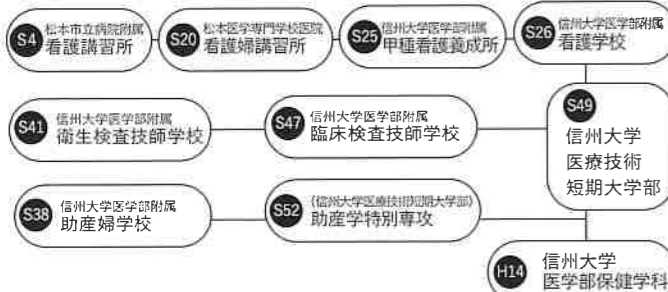 S4 松本市立病院附属
看護講習所
S20 松本医学専門学校医院
看護婦講習所
S25 信州大学医学部附属
甲種看護養成所
S26 信州大学医学部附属
看護学校
S41 信州大学医学部附属
衛生検査技師学校
S47 信州大学医学部附属
臨床検査技師学校
S49
信州大学
医療技術
短期大学部
S38 信州大学医学部附属
助産婦学校
S52 (信州大学医療技術短期大学部)
助産学特別専攻
H14 信州大学
医学部保健学科